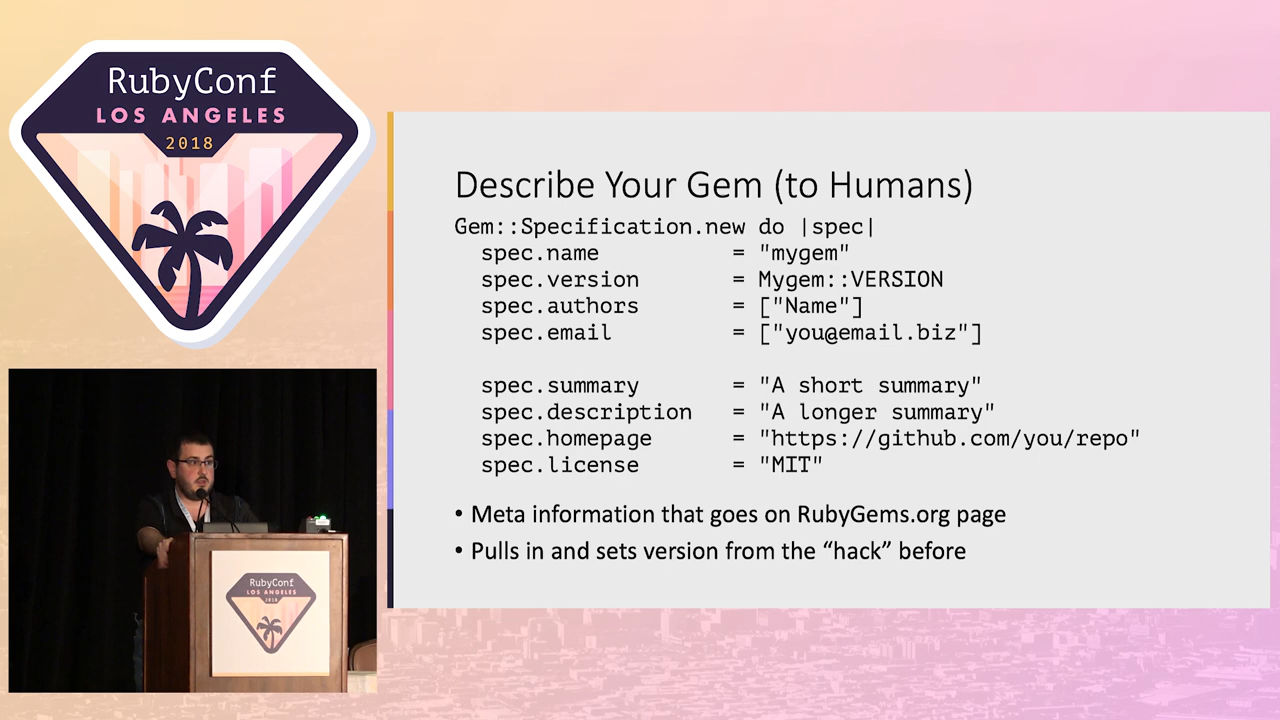 RubyConf
LOS ANGELES
2018
Describe Your Gem (to Humans)
Gem::Specification.new do |spec|
spec.name = "mygem"
spec.version = Mygem::VERSION
spec.authors = ["Name"]
spec.email = ["you@email.biz"]
spec.summary = "A short summary"
spec.description = "A longer summary"
spec.homepage = "https://github.com/you/repo"
spec.license = "MIT"
• Meta information that goes on RubyGems.org page
• Pulls in and sets version from the “hack” before
RubyConf
LOS ANGELES
2018